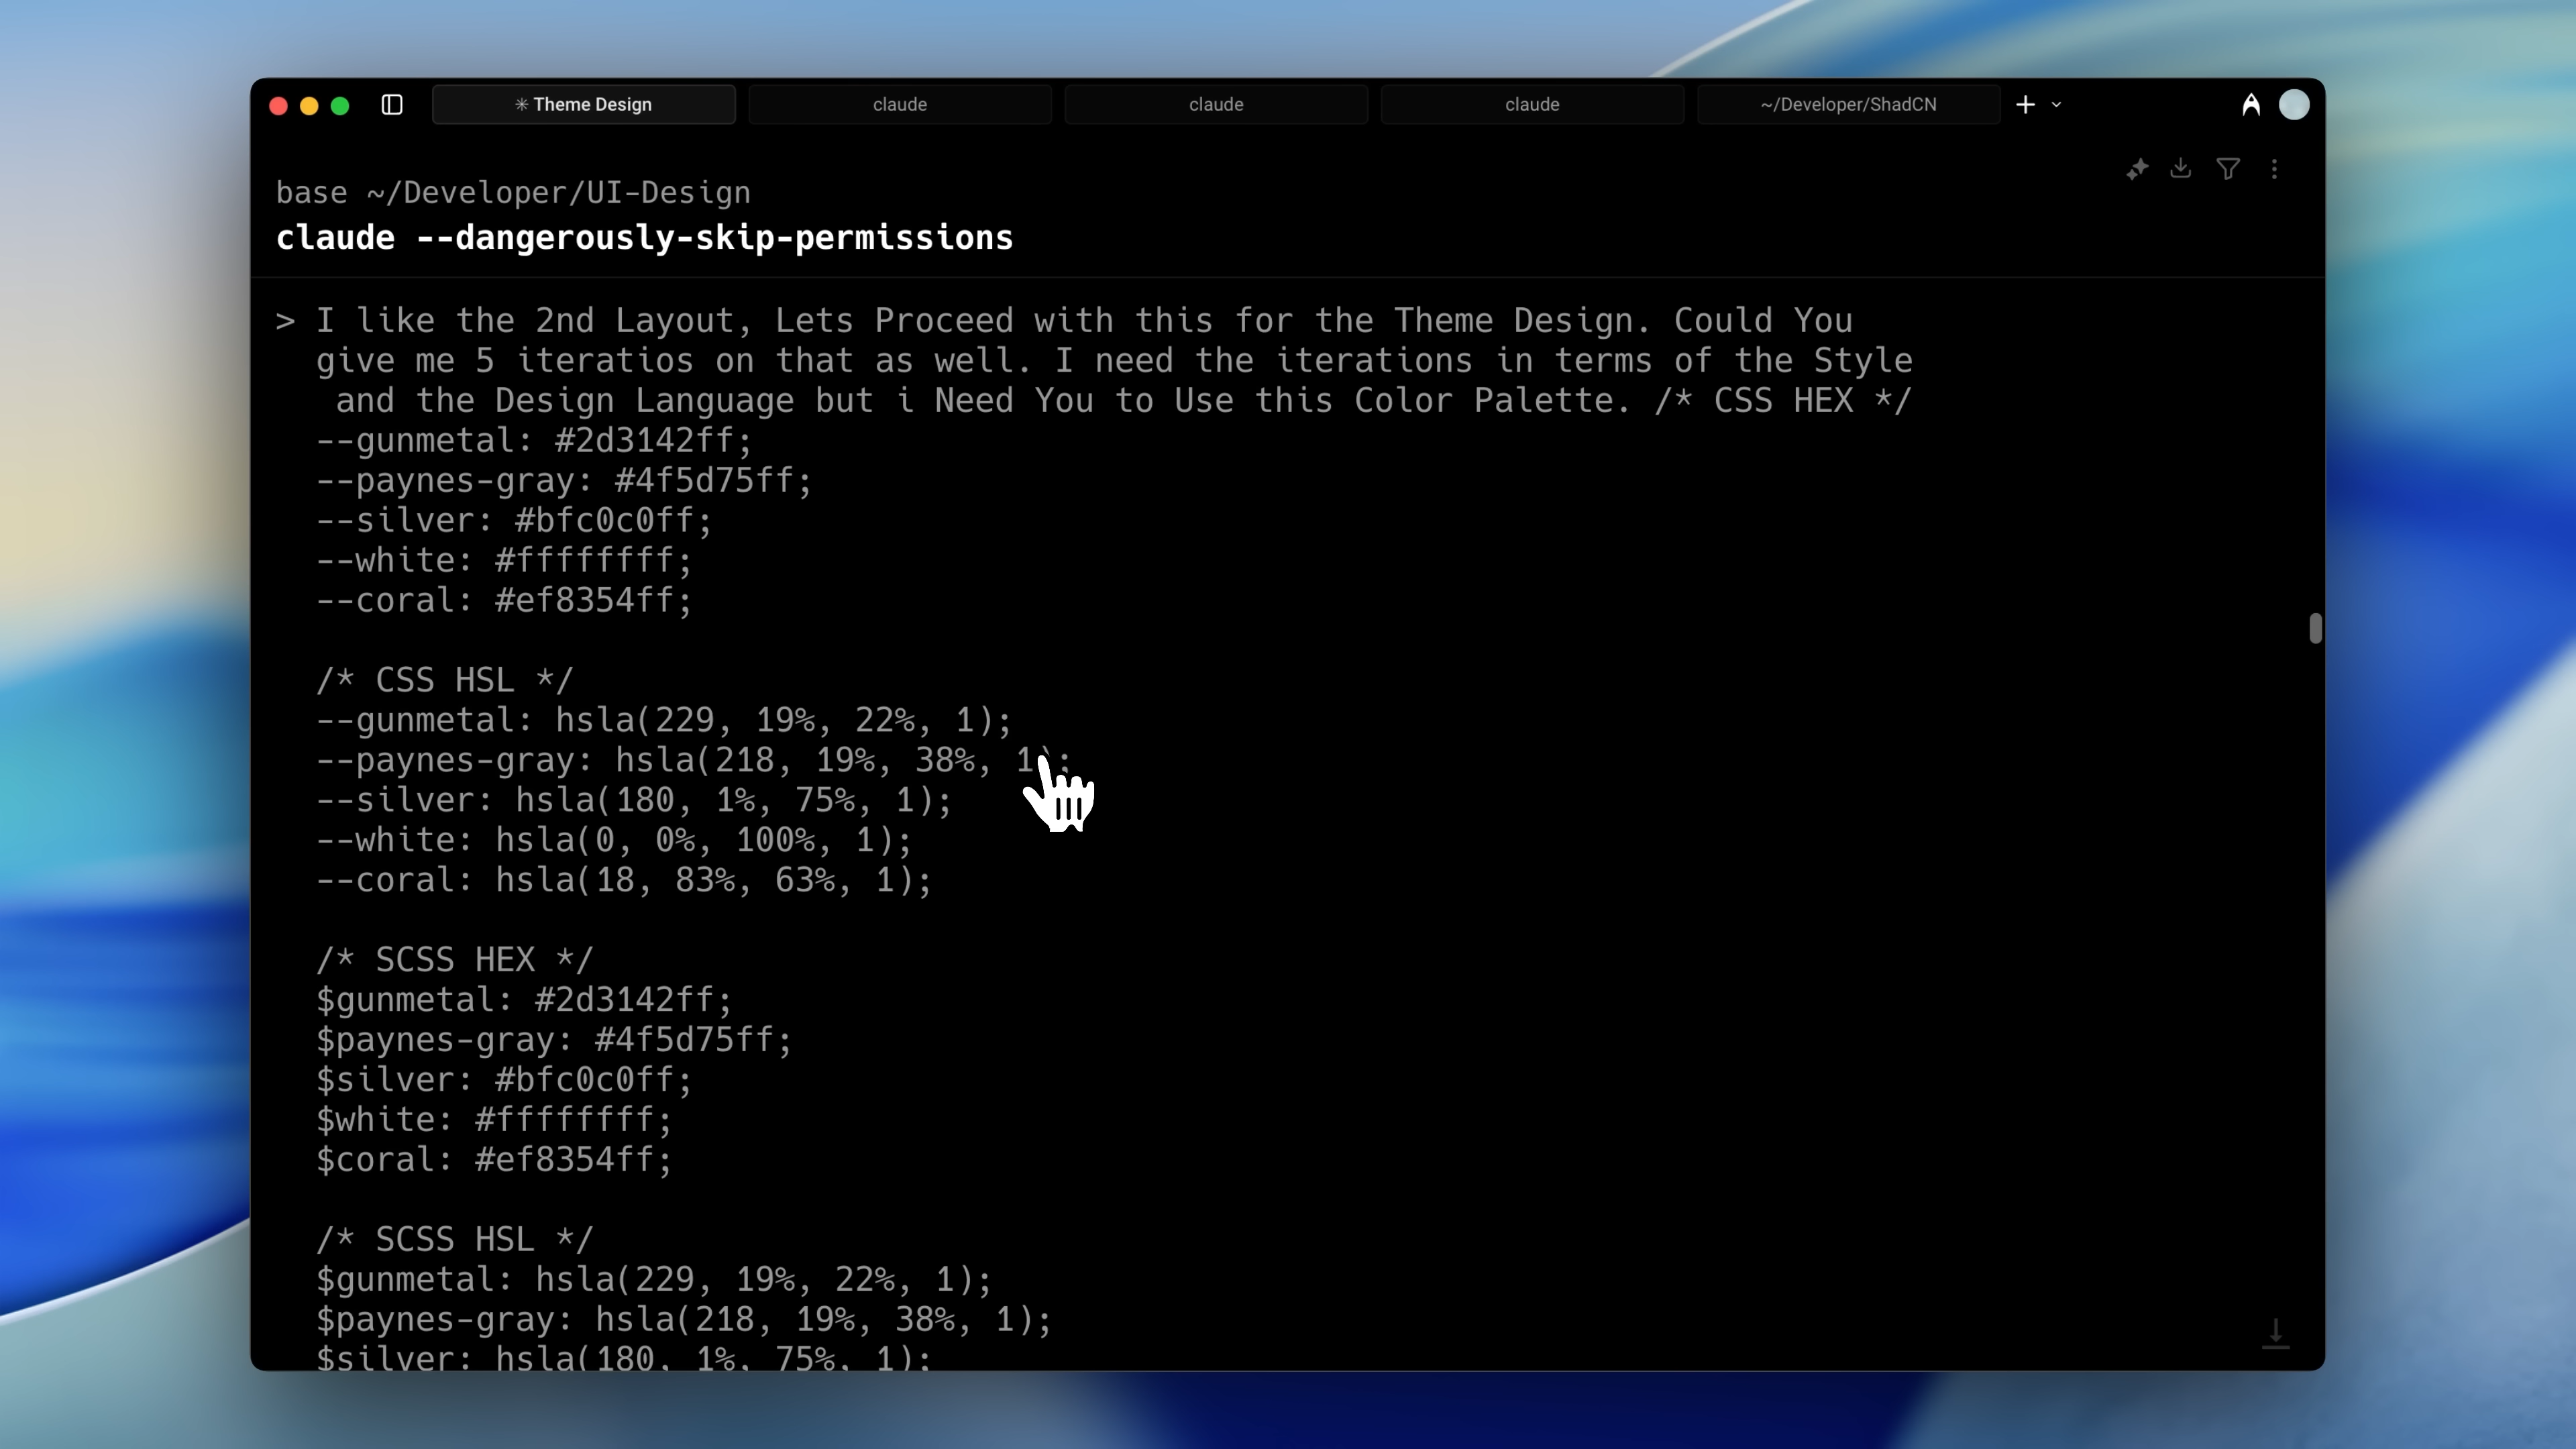 ✳ Theme Design
claude
claude
claude
~/Developer/ShadCN
base ~/Developer/UI-Design
claude --dangerously-skip-permissions
> I like the 2nd Layout, Lets Proceed with this for the Theme Design. Could You
give me 5 iteratios on that as well. I need the iterations in terms of the Style
and the Design Language but i Need You to Use this Color Palette. /* CSS HEX */
--gunmetal: #2d3142ff;
--paynes-gray: #4f5d75ff;
--silver: #bfc0c0ff;
--white: #ffffffff;
--coral: #ef8354ff;
/* CSS HSL */
--gunmetal: hsla(229, 19%, 22%, 1);
--paynes-gray: hsla(218, 19%, 38%, 1);
--silver: hsla(180, 1%, 75%, 1);
--white: hsla(0, 0%, 100%, 1);
--coral: hsla(18, 83%, 63%, 1);
/* SCSS HEX */
$gunmetal: #2d3142ff;
$paynes-gray: #4f5d75ff;
$silver: #bfc0c0ff;
$white: #ffffffff;
$coral: #ef8354ff;
/* SCSS HSL */
$gunmetal: hsla(229, 19%, 22%, 1);
$paynes-gray: hsla(218, 19%, 38%, 1);
$silver: hsla(180, 1%, 75%, 1);